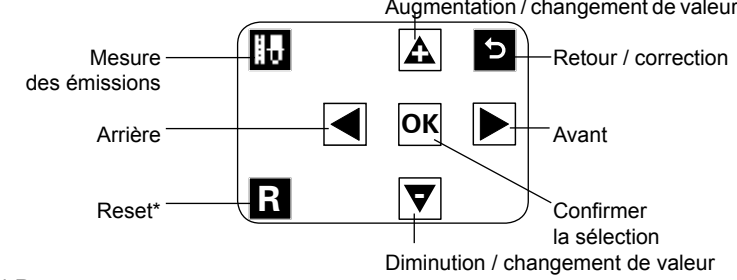 Augmentation / changement de valeur
Mesure
des émissions
Retour / correction
Arrière
OK
Avant
R
Reset*
Confirmer
la sélection
Diminution / changement de valeur